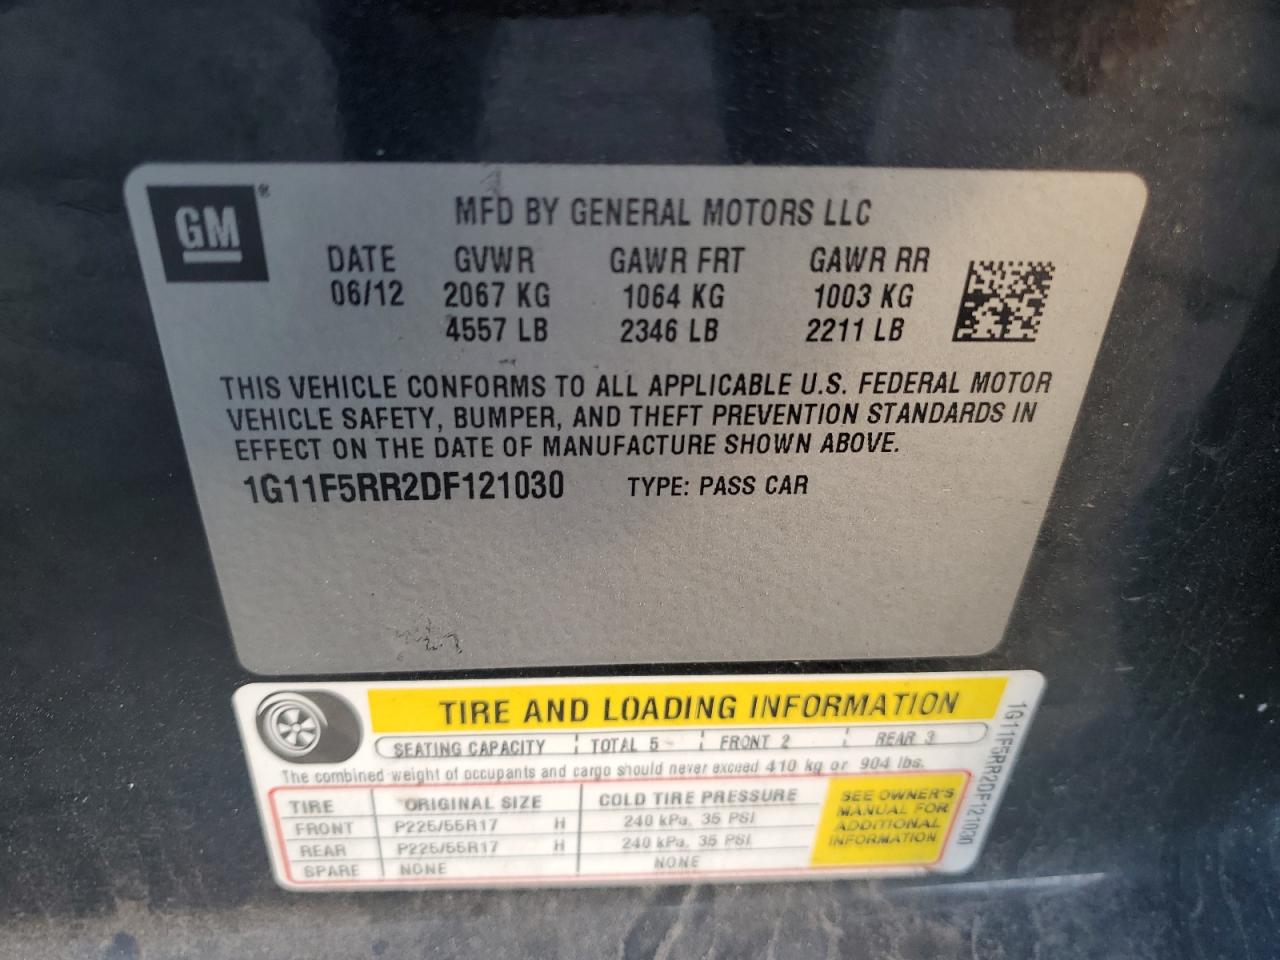 GM ®
MFD BY GENERAL MOTORS LLC
DATE GVWR GAWR FRT GAWR RR
06/12 2067 KG 1064 KG 1003 KG
4557 LB 2346 LB 2211 LB
THIS VEHICLE CONFORMS TO ALL APPLICABLE U.S. FEDERAL MOTOR
VEHICLE SAFETY, BUMPER, AND THEFT PREVENTION STANDARDS IN
EFFECT ON THE DATE OF MANUFACTURE SHOWN ABOVE.
1G11F5RR2DF121030 TYPE: PASS CAR
TIRE AND LOADING INFORMATION
SEATING CAPACITY TOTAL 5 FRONT 2 REAR 3
The combined weight of occupants and cargo should never exceed 410 kg or 904 lbs.
TIRE ORIGINAL SIZE COLD TIRE PRESSURE
FRONT P225/55R17 H 240 kPa, 35 PSI
REAR P225/55R17 H 240 kPa, 35 PSI
SPARE NONE NONE
SEE OWNER'S
MANUAL FOR
ADDITIONAL
INFORMATION
1G11F5RR2DF121030